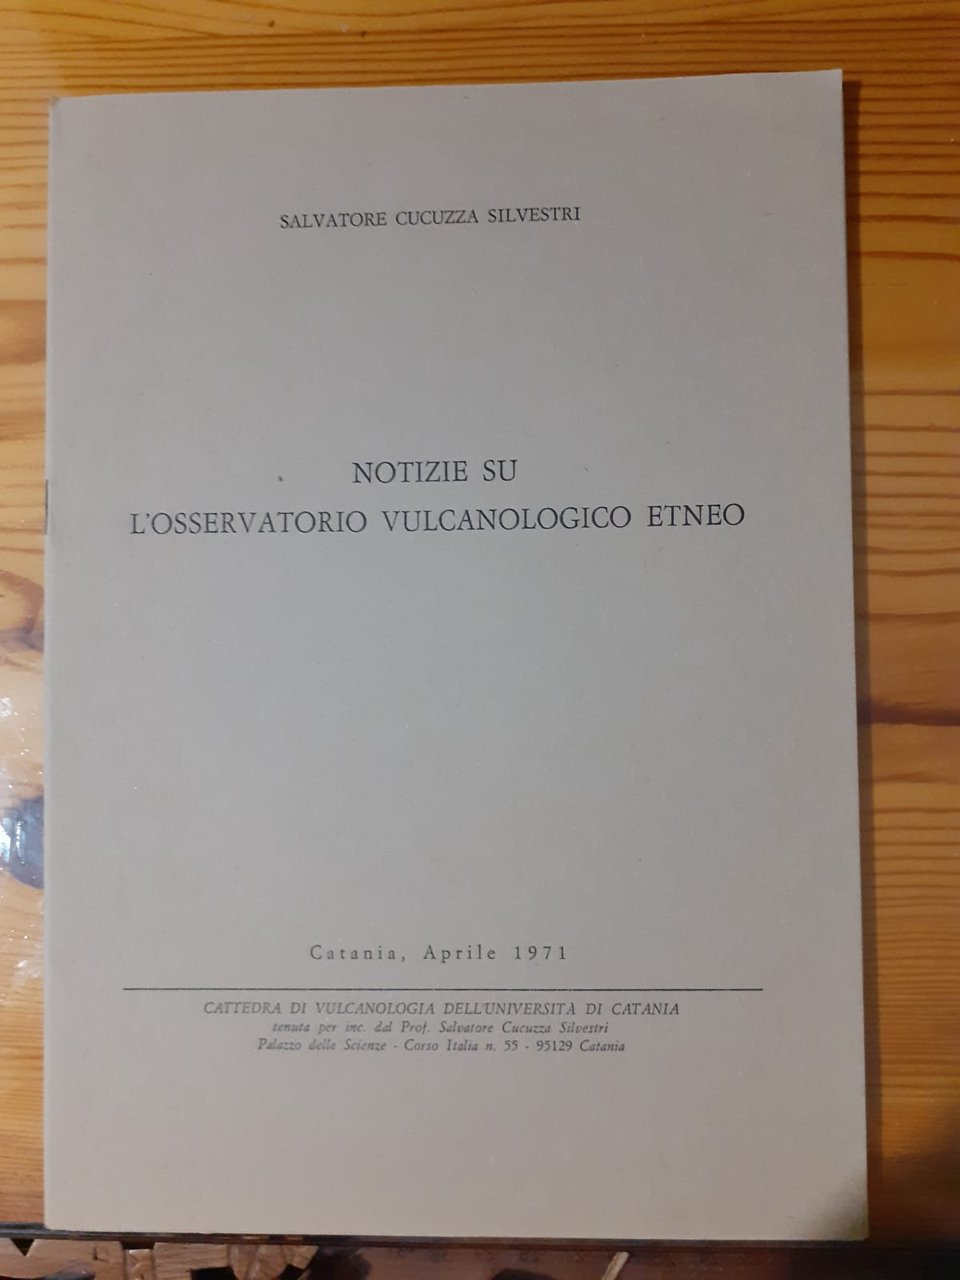 SALVATORE CUCUZZA SILVESTRI
NOTIZIE SU
L'OSSERVATORIO VULCANOLOGICO ETNEO
Catania, Aprile 1971
CATTEDRA DI VULCANOLOGIA DELL'UNIVERSITÀ DI CATANIA
tenuta per inc. dal Prof. Salvatore Cucuzza Silvestri
Palazzo delle Scienze - Corso Italia n. 55 - 95129 Catania